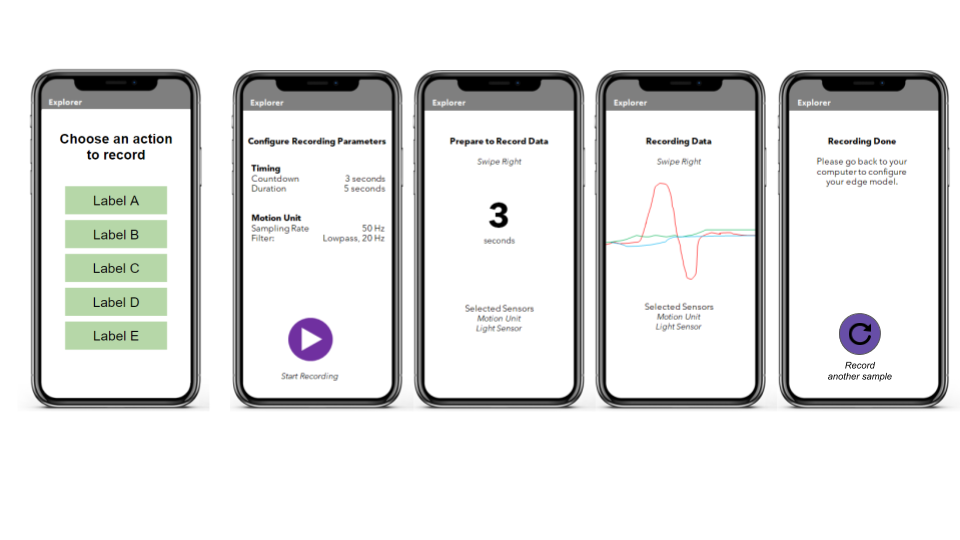 Explorer
Choose an action
to record
Label A
Label B
Label C
Label D
Label E
Explorer
Configure Recording Parameters
Timing
Countdown 3 seconds
Duration 5 seconds
Motion Unit
Sampling Rate 50 Hz
Filter: Lowpass, 20 Hz
Start Recording
Explorer
Prepare to Record Data
Swipe Right
3
seconds
Selected Sensors
Motion Unit
Light Sensor
Explorer
Recording Data
Swipe Right
Selected Sensors
Motion Unit
Light Sensor
Explorer
Recording Done
Please go back to your
computer to configure
your edge model.
Record
another sample